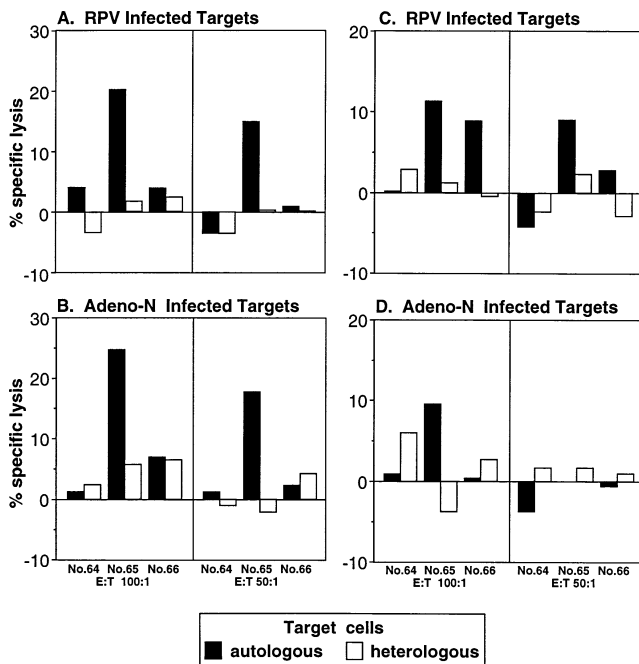 A. RPV Infected Targets
C. RPV Infected Targets
30
20
10
0
-10
% specific lysis
20
10
0
-10
B. Adeno-N Infected Targets
D. Adeno-N Infected Targets
30
20
10
0
-10
% specific lysis
20
10
0
-10
No.64 No.65 No.66 No.64 No.65 No.66
E:T 100:1 E:T 50:1
No.64 No.65 No.66 No.64 No.65 No.66
E:T 100:1 E:T 50:1
Target cells
autologous heterologous